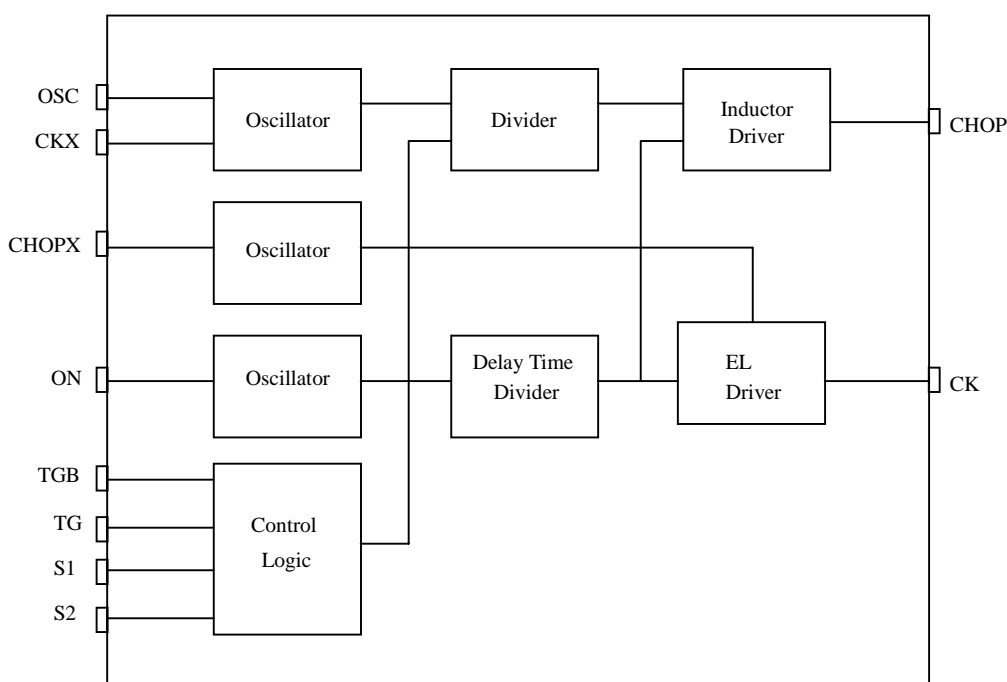 OSC
CKX
Oscillator
Divider
Inductor
Driver
CHOP
CHOPX
Oscillator
ON
Oscillator
Delay Time
Divider
EL
Driver
CK
TGB
TG
S1
S2
Control
Logic